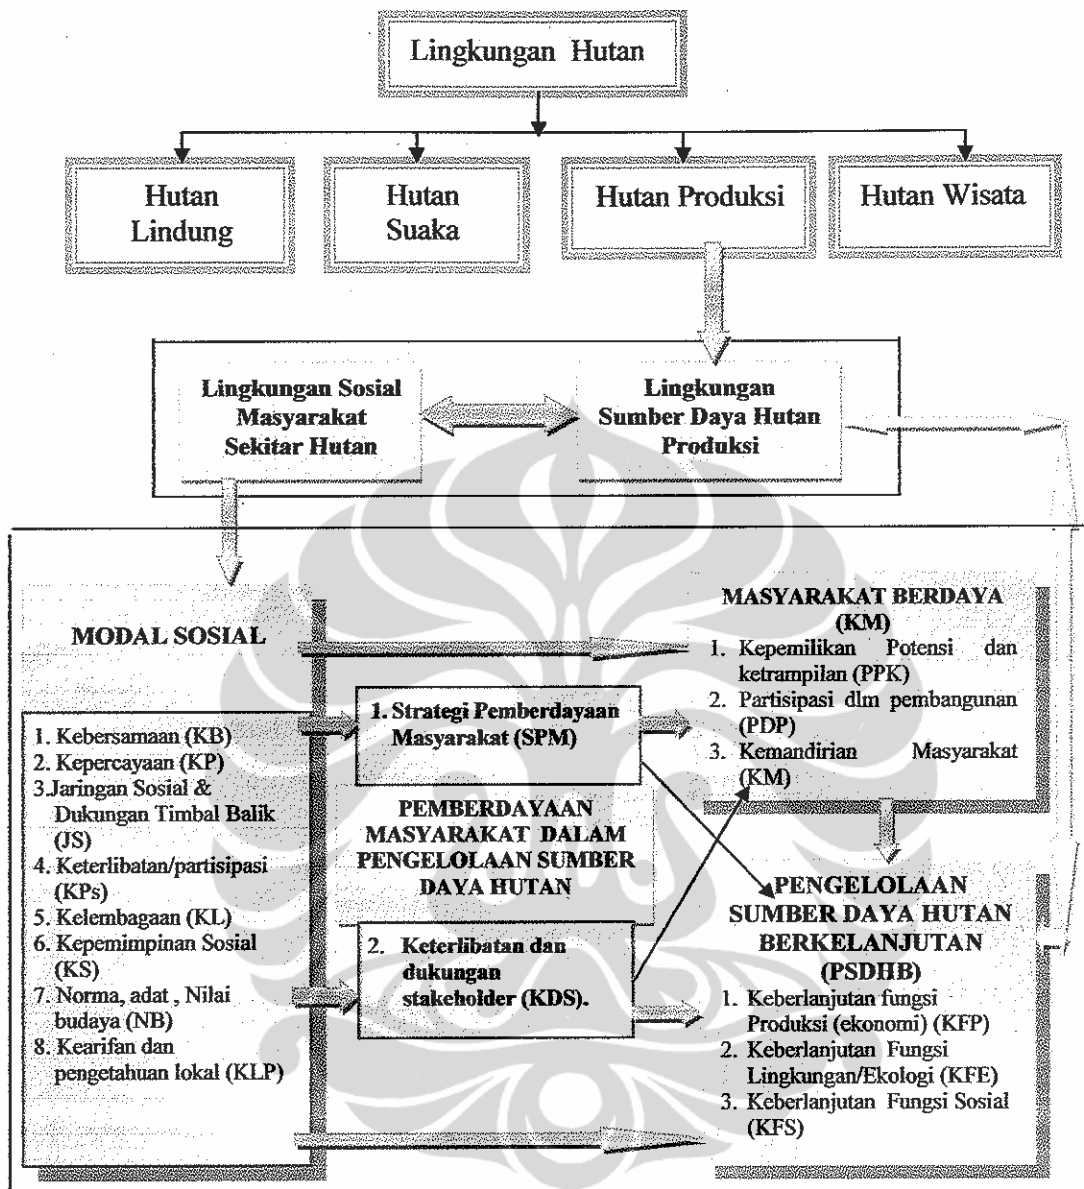 Lingkungan Hutan
Hutan
Lindung
Hutan
Suaka
Hutan Produksi
Hutan Wisata
Lingkungan Sosial
Masyarakat
Sekitar Hutan
Lingkungan
Sumber Daya Hutan
Produksi
MODAL SOSIAL
1. Kebersamaan (KB)
2. Kepercayaan (KP)
3.Jaringan Sosial &
Dukungan Timbal Balik
(JS)
4. Keterlibatan/partisipasi
(KPs)
5. Kelembagaan (KL)
6. Kepemimpinan Sosial
(KS)
7. Norma, adat , Nilai
budaya (NB)
8. Kearifan dan
pengetahuan lokal (KLP)
1. Strategi Pemberdayaan
Masyarakat (SPM)
PEMBERDAYAAN
MASYARAKAT DALAM
PENGELOLAAN SUMBER
DAYA HUTAN
2. Keterlibatan dan
dukungan
stakeholder (KDS).
MASYARAKAT BERDAYA
(KM)
1. Kepemilikan Potensi dan
ketrampilan (PPK)
2. Partisipasi dlm pembangunan
(PDP)
3. Kemandirian Masyarakat
(KM)
PENGELOLAAN
SUMBER DAYA HUTAN
BERKELANJUTAN
(PSDHB)
1. Keberlanjutan fungsi
Produksi (ekonomi) (KFP)
2. Keberlanjutan Fungsi
Lingkungan/Ekologi (KFE)
3. Keberlanjutan Fungsi Sosial
(KFS)